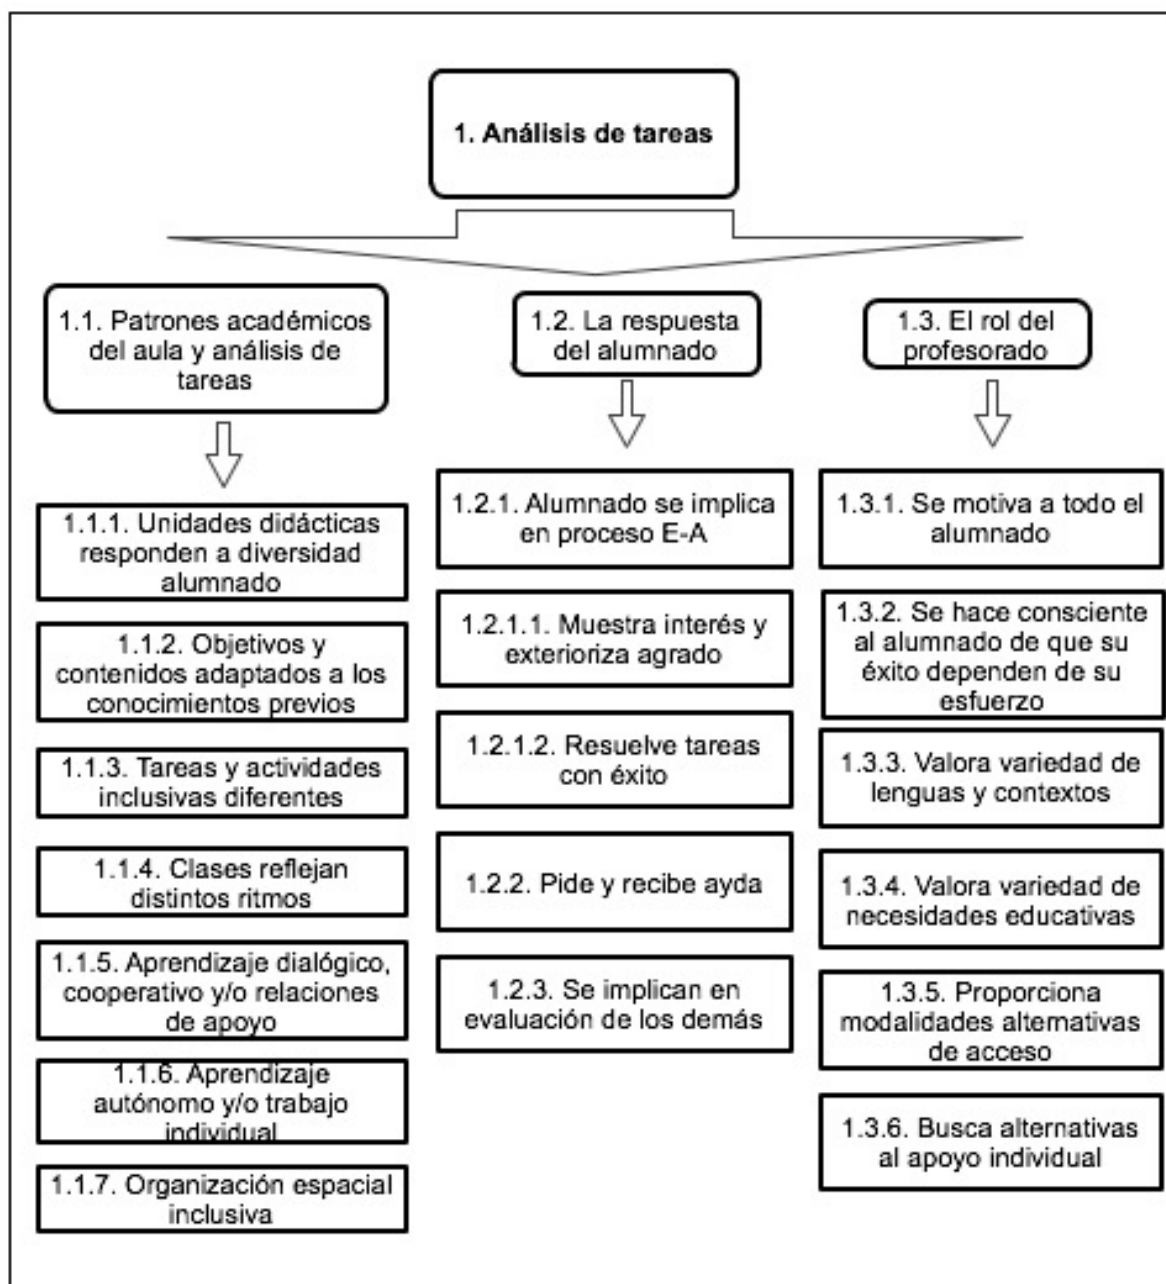 1. Análisis de tareas
1.1. Patrones académicos
del aula y análisis de
tareas
1.1.1. Unidades didácticas
responden a diversidad
alumnado
1.1.2. Objetivos y
contenidos adaptados a los
conocimientos previos
1.1.3. Tareas y actividades
inclusivas diferentes
1.1.4. Clases reflejan
distintos ritmos
1.1.5. Aprendizaje dialógico,
cooperativo y/o relaciones
de apoyo
1.1.6. Aprendizaje
autónomo y/o trabajo
individual
1.1.7. Organización espacial
inclusiva
1.2. La respuesta
del alumnado
1.2.1. Alumnado se implica
en proceso E-A
1.2.1.1. Muestra interés y
exterioriza agrado
1.2.1.2. Resuelve tareas
con éxito
1.2.2. Pide y recibe ayda
1.2.3. Se implican en
evaluación de los demás
1.3. El rol del
profesorado
1.3.1. Se motiva a todo el
alumnado
1.3.2. Se hace consciente
al alumnado de que su
éxito dependen de su
esfuerzo
1.3.3. Valora variedad de
lenguas y contextos
1.3.4. Valora variedad de
necesidades educativas
1.3.5. Proporciona
modalidades alternativas
de acceso
1.3.6. Busca alternativas
al apoyo individual